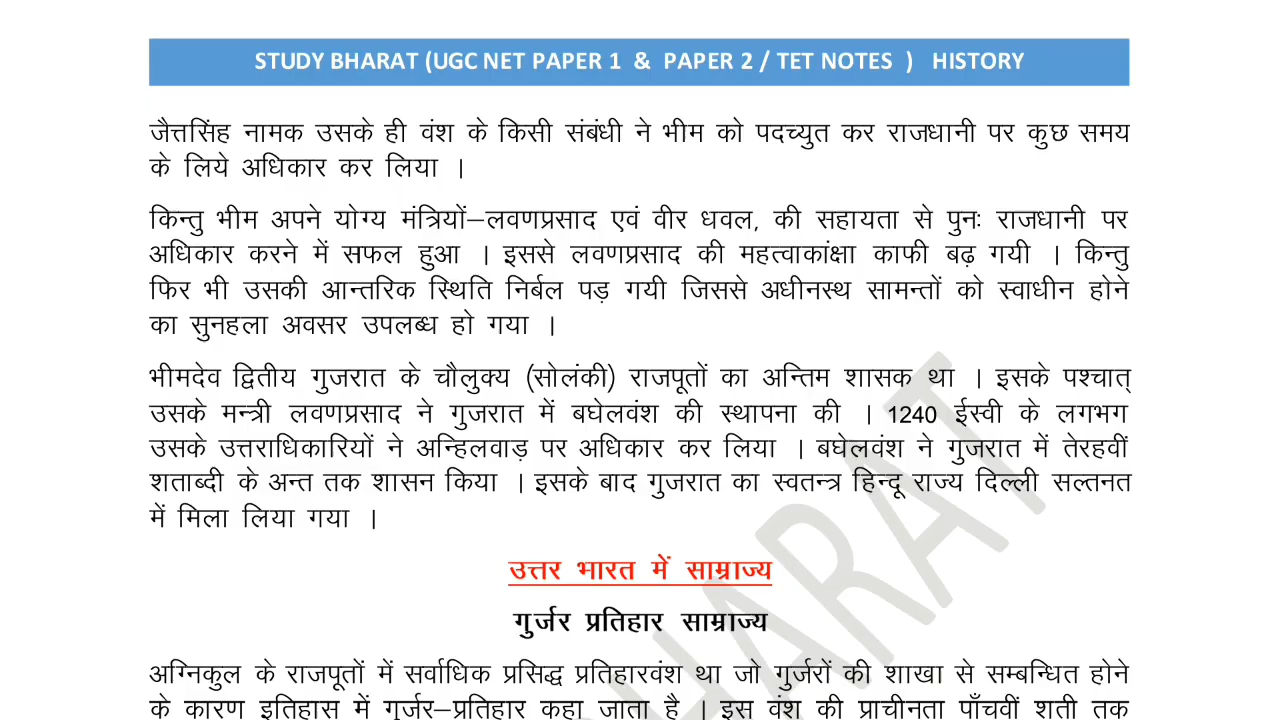 STUDY BHARAT (UGC NET PAPER 1 & PAPER 2 / TET NOTES ) HISTORY
जैत्तसिंह नामक उसके ही वंश के किसी संबंधी ने भीम को पदच्युत कर राजधानी पर कुछ समय
के लिये अधिकार कर लिया ।
किन्तु भीम अपने योग्य मंत्रियों–लवणप्रसाद एवं वीर धवल, की सहायता से पुनः राजधानी पर
अधिकार करने में सफल हुआ । इससे लवणप्रसाद की महत्वाकांक्षा काफी बढ़ गयी । किन्तु
फिर भी उसकी आन्तरिक स्थिति निर्बल पड़ गयी जिससे अधीनस्थ सामन्तों को स्वाधीन होने
का सुनहला अवसर उपलब्ध हो गया ।
भीमदेव द्वितीय गुजरात के चौलुक्य (सोलंकी) राजपूतों का अन्तिम शासक था । इसके पश्चात्
उसके मन्त्री लवणप्रसाद ने गुजरात में बघेलवंश की स्थापना की । 1240 ईस्वी के लगभग
उसके उत्तराधिकारियों ने अन्हिलवाड़ पर अधिकार कर लिया । बघेलवंश ने गुजरात में तेरहवीं
शताब्दी के अन्त तक शासन किया । इसके बाद गुजरात का स्वतन्त्र हिन्दू राज्य दिल्ली सल्तनत
में मिला लिया गया ।
उत्तर भारत में साम्राज्य
गुर्जर प्रतिहार साम्राज्य
अग्निकुल के राजपूतों में सर्वाधिक प्रसिद्ध प्रतिहारवंश था जो गुर्जरों की शाखा से सम्बन्धित होने
के कारण इतिहास में गुर्जर–प्रतिहार कहा जाता है । इस वंश की प्राचीनता पाँचवीं शती तक